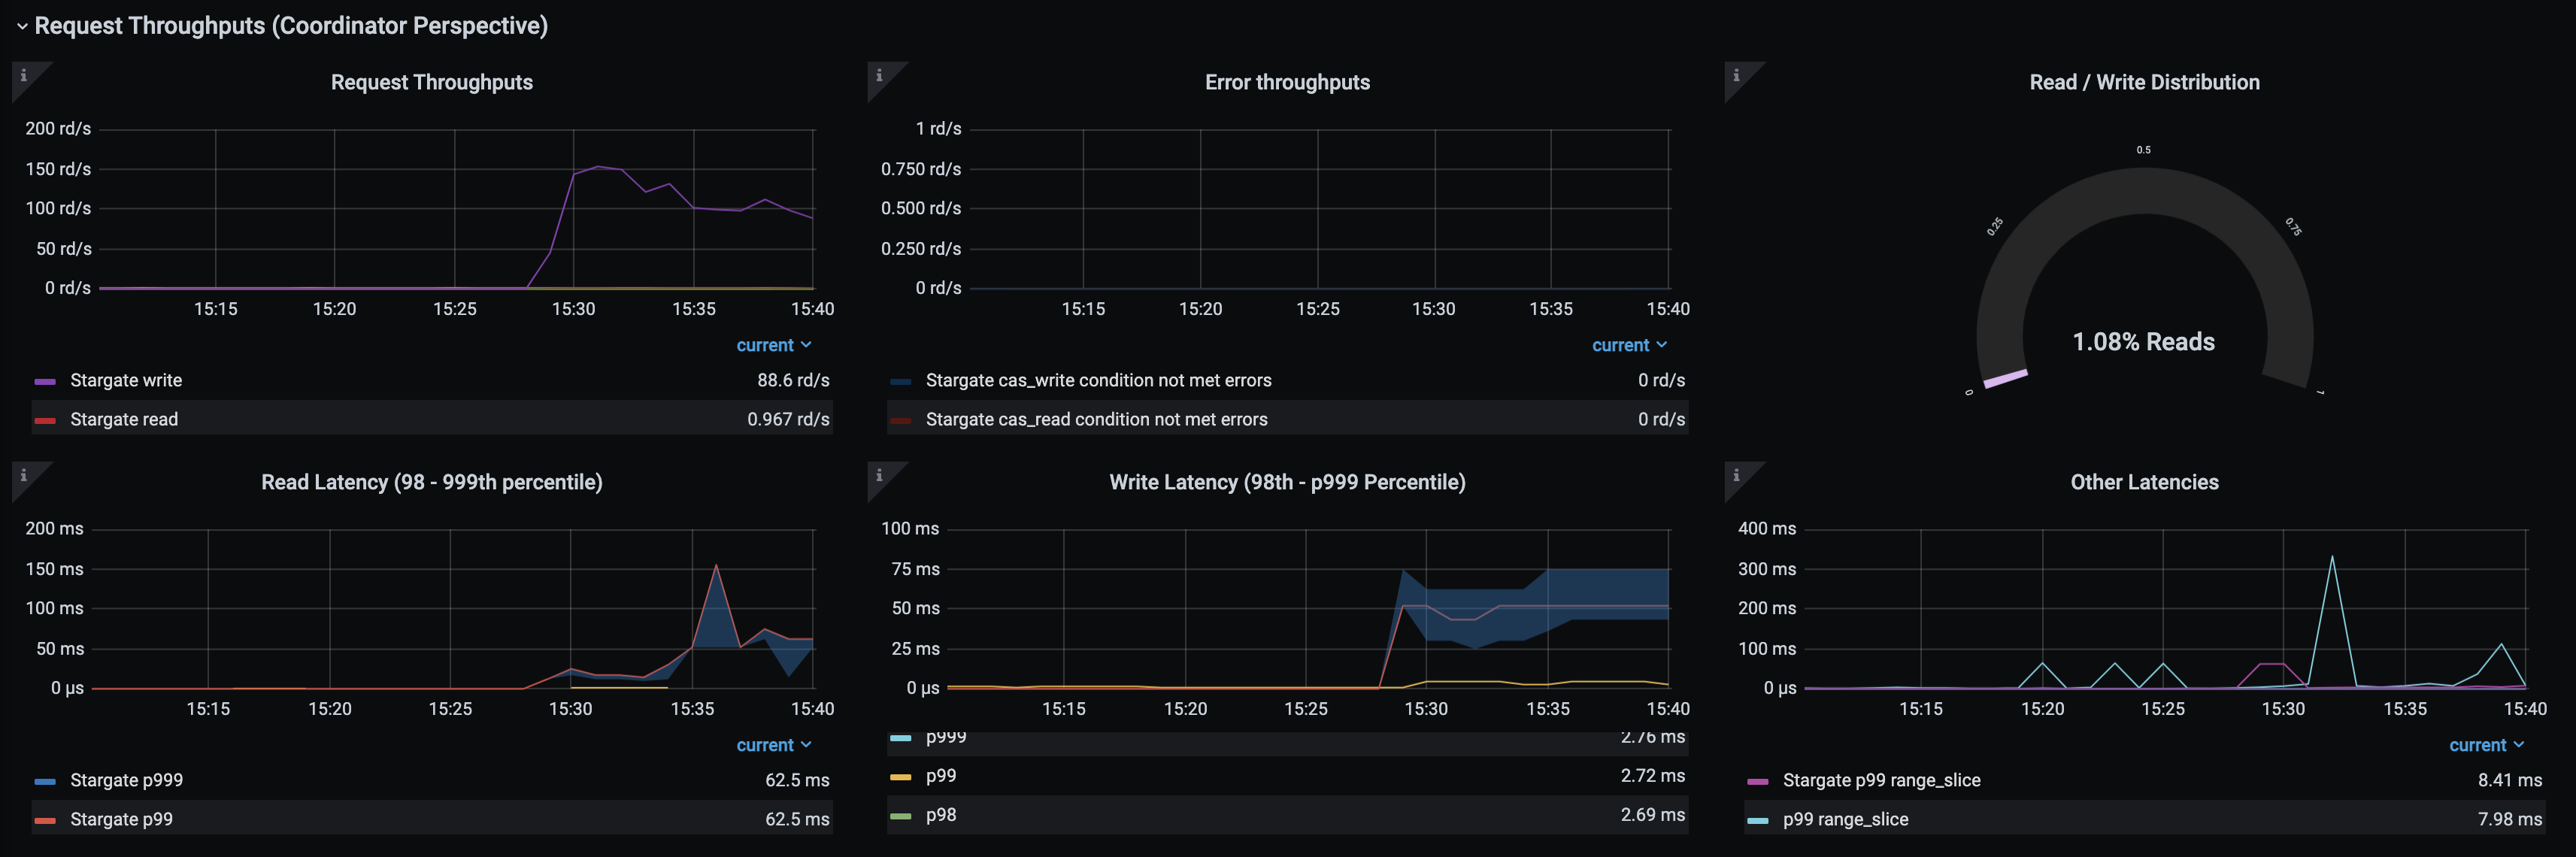 Request Throughputs (Coordinator Perspective)
Request Throughputs
200 rd/s
150 rd/s
100 rd/s
50 rd/s
0 rd/s
15:15 15:20 15:25 15:30 15:35 15:40
current
Stargate write 88.6 rd/s
Stargate read 0.967 rd/s
Error throughputs
1 rd/s
0.750 rd/s
0.500 rd/s
0.250 rd/s
0 rd/s
15:15 15:20 15:25 15:30 15:35 15:40
current
Stargate cas_write condition not met errors 0 rd/s
Stargate cas_read condition not met errors 0 rd/s
Read / Write Distribution
0.5
0.25 0.75
1.08% Reads
0 1
Read Latency (98 - 999th percentile)
200 ms
150 ms
100 ms
50 ms
0 µs
15:15 15:20 15:25 15:30 15:35 15:40
current
Stargate p999 62.5 ms
Stargate p99 62.5 ms
Write Latency (98th - p999 Percentile)
100 ms
75 ms
50 ms
25 ms
0 µs
15:15 15:20 15:25 15:30 15:35 15:40
p999 2.76 ms
p99 2.72 ms
p98 2.69 ms
Other Latencies
400 ms
300 ms
200 ms
100 ms
0 µs
15:15 15:20 15:25 15:30 15:35 15:40
current
Stargate p99 range_slice 8.41 ms
p99 range_slice 7.98 ms